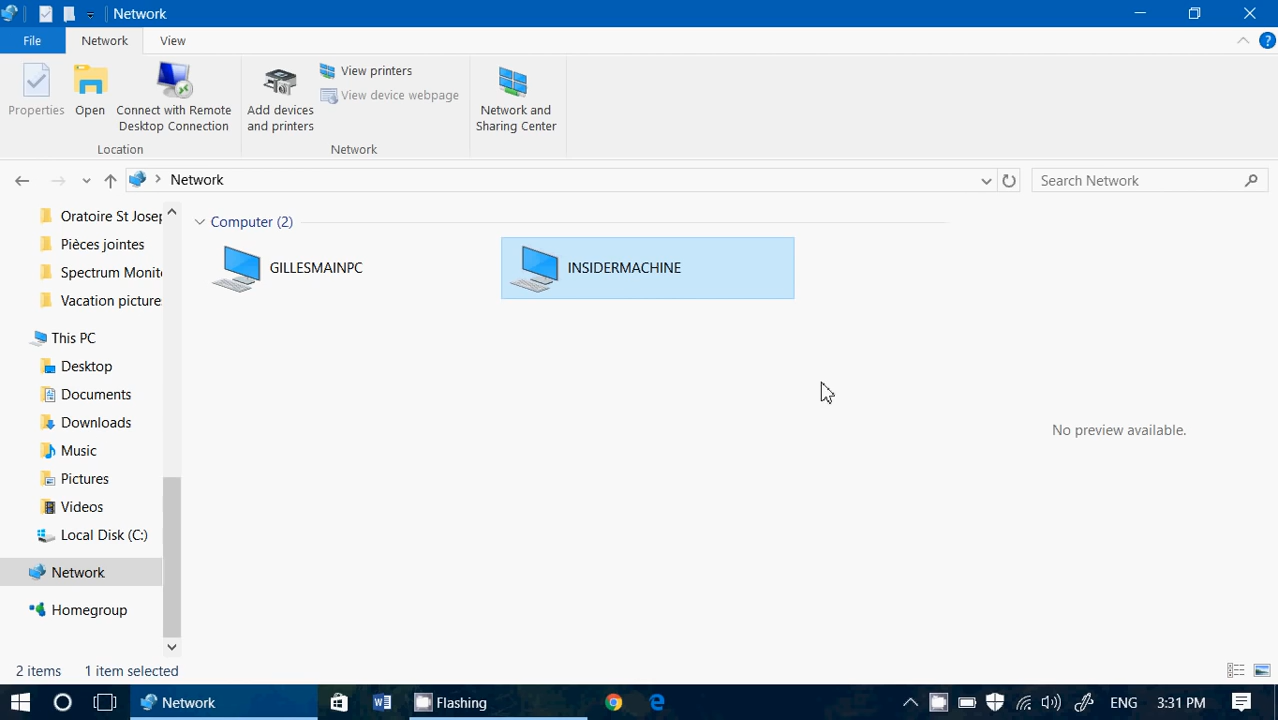 Network
File
Network
View
Properties
Open
Connect with Remote
Desktop Connection
Location
Add devices
and printers
View printers
View device webpage
Network
Network and
Sharing Center
Network
Search Network
Oratoire St Josep
Pièces jointes
Spectrum Monit
Vacation picture
This PC
Desktop
Documents
Downloads
Music
Pictures
Videos
Local Disk (C:)
Network
Homegroup
Computer (2)
GILLESMAINPC
INSIDERMACHINE
No preview available.
2 items
1 item selected
Network
Flashing
ENG
3:31 PM